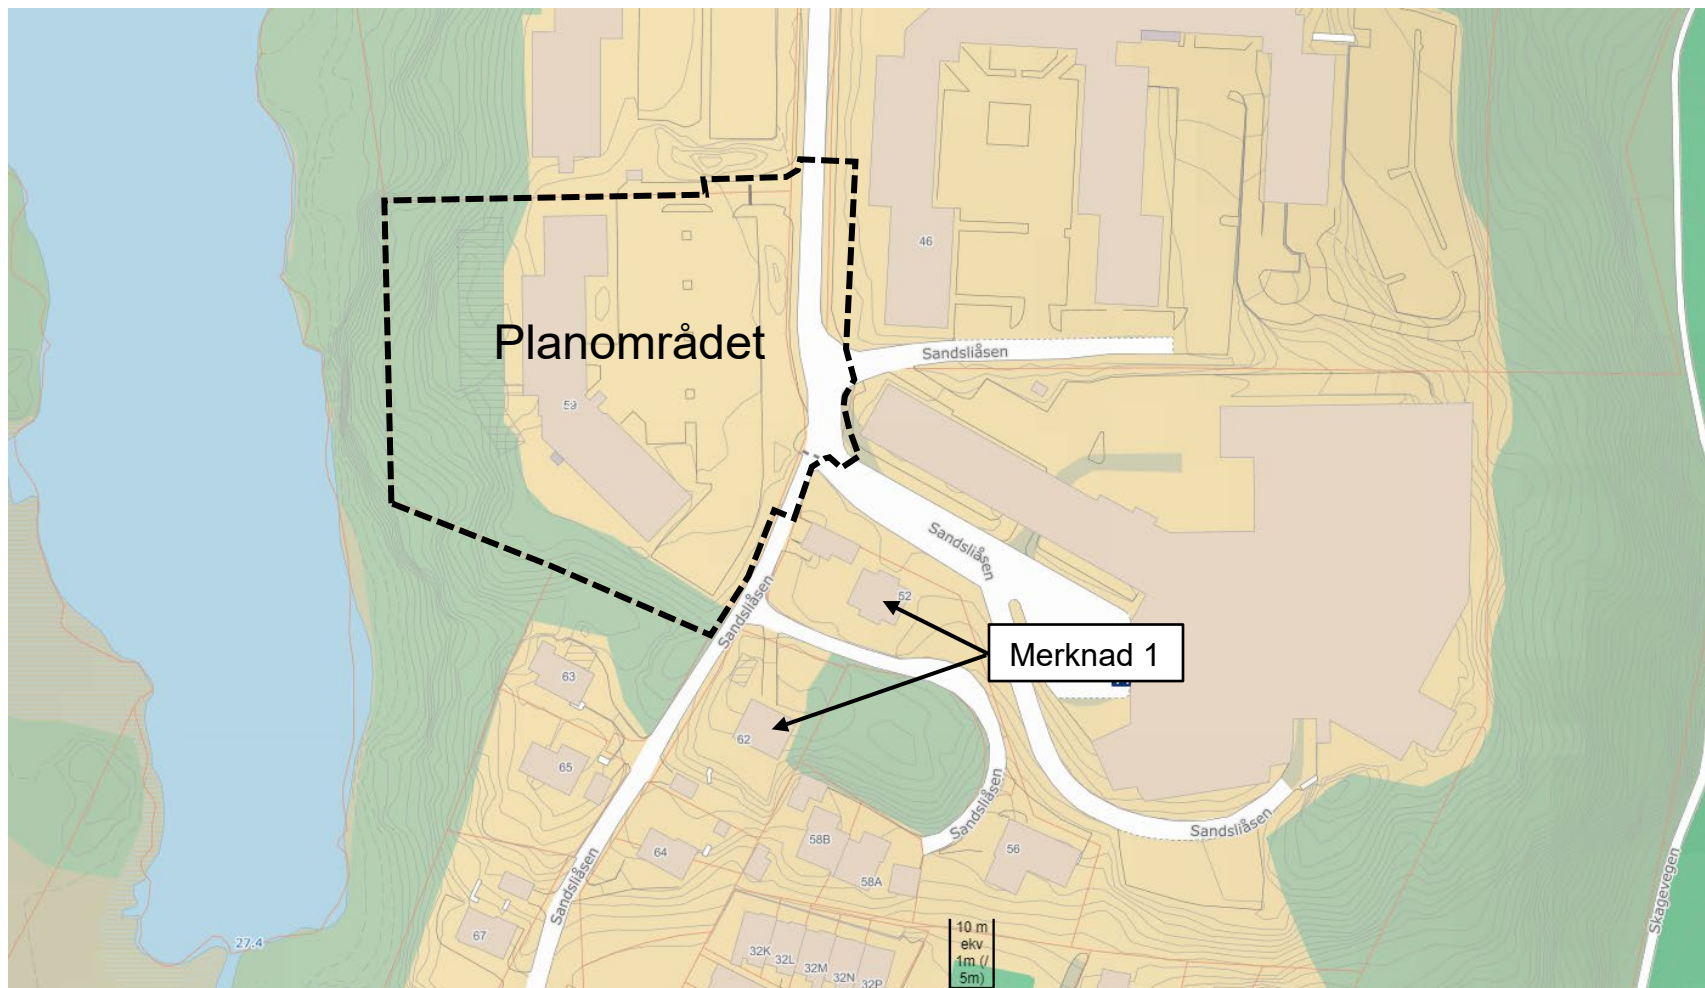 46
Sandsliåsen
Planområdet
59
Sandsliåsen
52
Sandsliåsen
Merknad 1
63
62
65
Sandsliåsen
Sandsliåsen
58B
64
56
58A
Sandsliåsen
Skagevegen
67
27.4
10 m
ekv
1m (/
5m)
32K
32L
32M
32N
32P